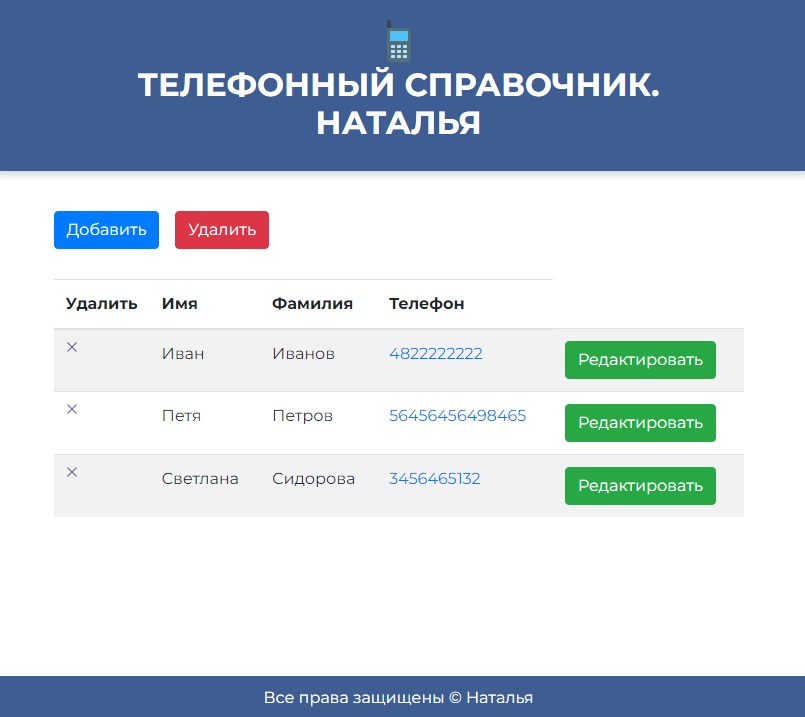 ТЕЛЕФОННЫЙ СПРАВОЧНИК.
НАТАЛЬЯ
Добавить Удалить
Удалить Имя Фамилия Телефон
Иван Иванов 4822222222 Редактировать
Петя Петров 56456456498465 Редактировать
Светлана Сидорова 3456465132 Редактировать
Все права защищены © Наталья